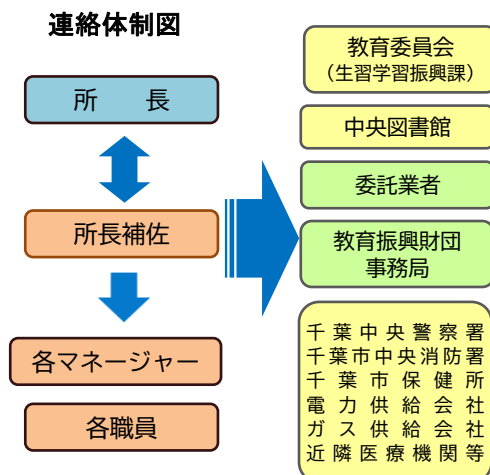 連絡体制図
所　長
所長補佐
各マネージャー
各職員
教育委員会
（生習学習振興課）
中央図書館
委託業者
教育振興財団
事務局
千葉中央警察署
千葉市中央消防署
千葉市保健所
電力供給会社
ガス供給会社
近隣医療機関等